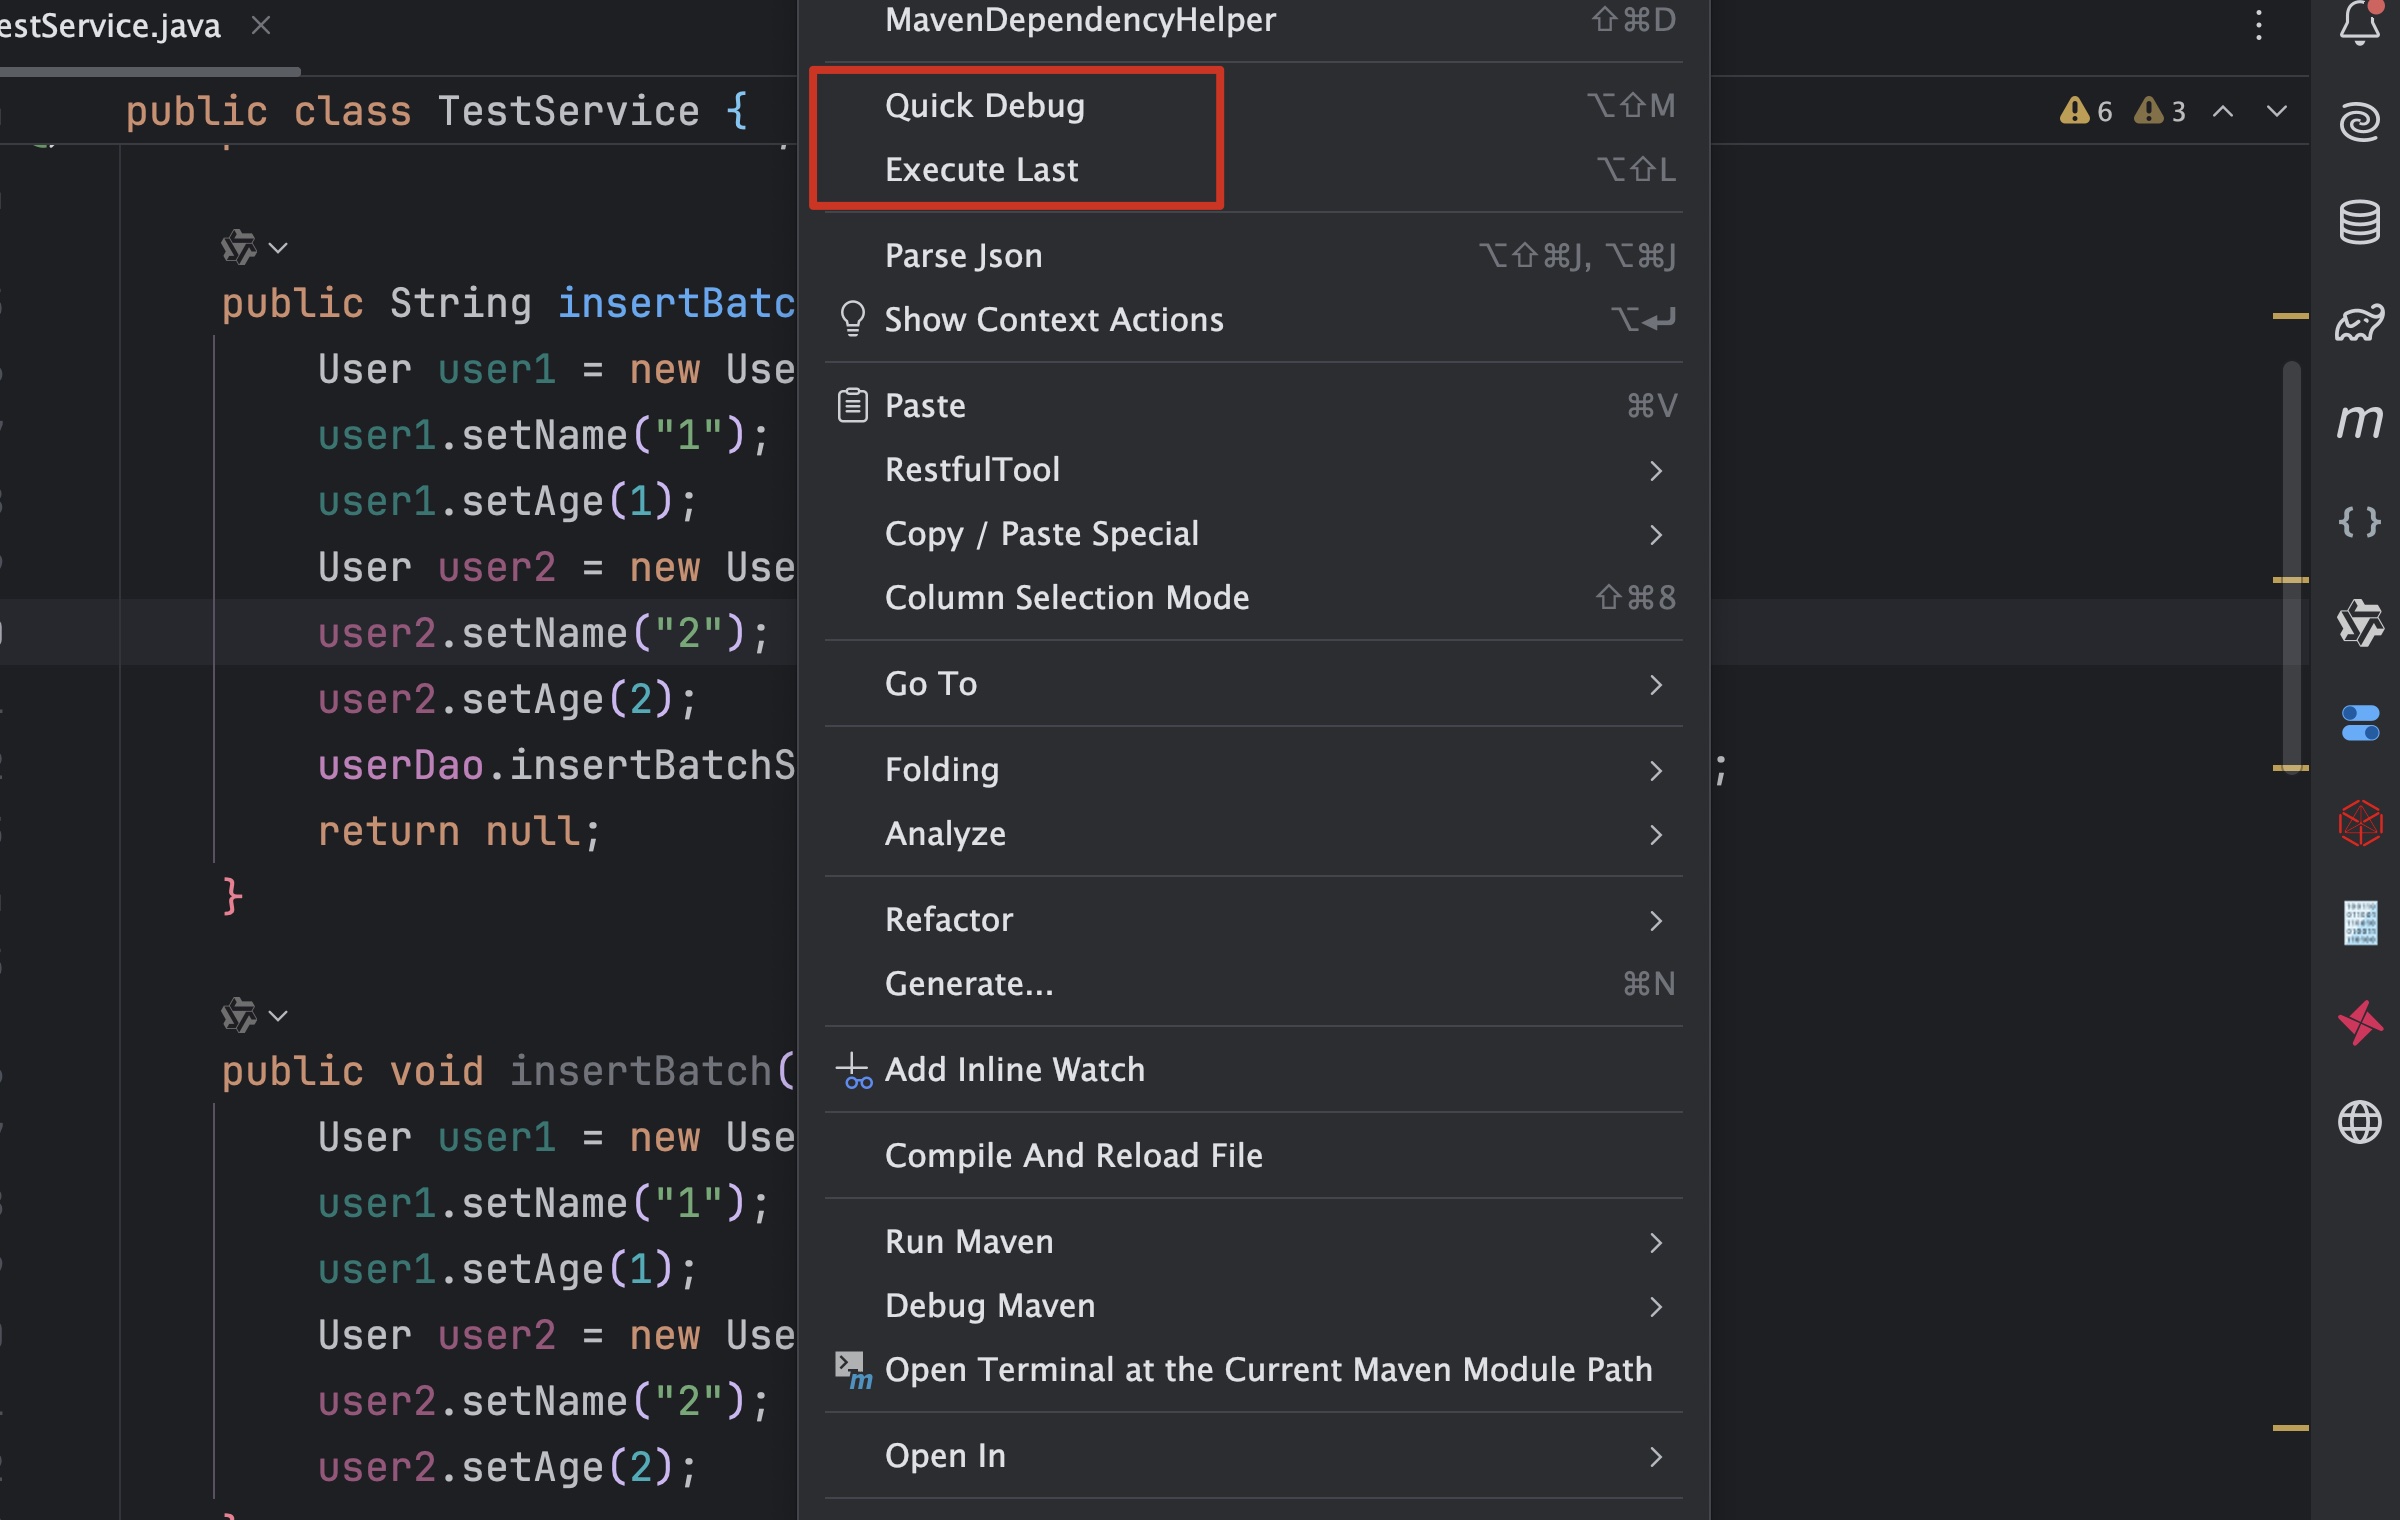 estService.java
public class TestService {
6 3
public String insertBatc
User user1 = new Use
user1.setName("1");
user1.setAge(1);
User user2 = new Use
user2.setName("2");
user2.setAge(2);
userDao.insertBatchS
;
return null;
}
public void insertBatch(
User user1 = new Use
user1.setName("1");
user1.setAge(1);
User user2 = new Use
user2.setName("2");
user2.setAge(2);
MavenDependencyHelper ⇧⌘D
Quick Debug ⌥⇧M
Execute Last ⌥⇧L
Parse Json ⌥⇧⌘J, ⌥⌘J
Show Context Actions ⌥↩
Paste ⌘V
RestfulTool
Copy / Paste Special
Column Selection Mode ⇧⌘8
Go To
Folding
Analyze
Refactor
Generate... ⌘N
Add Inline Watch
Compile And Reload File
Run Maven
Debug Maven
Open Terminal at the Current Maven Module Path
Open In